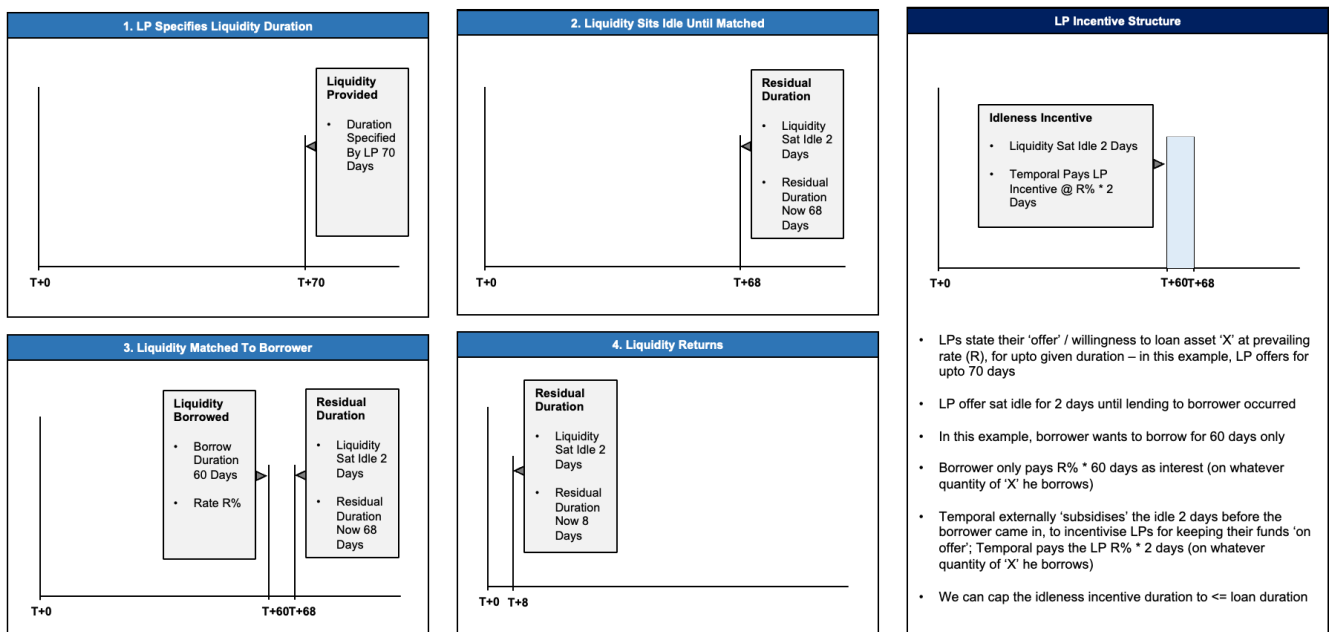 1. LP Specifies Liquidity Duration
Liquidity
Provided
• Duration
Specified
By LP 70
Days
T+0
T+70
2. Liquidity Sits Idle Until Matched
Residual
Duration
• Liquidity
Sat Idle 2
Days
• Residual
Duration
Now 68
Days
T+0
T+68
3. Liquidity Matched To Borrower
Liquidity
Borrowed
• Borrow
Duration
60 Days
• Rate R%
Residual
Duration
• Liquidity
Sat Idle 2
Days
• Residual
Duration
Now 68
Days
T+0
T+60T+68
4. Liquidity Returns
Residual
Duration
• Liquidity
Sat Idle 2
Days
• Residual
Duration
Now 8
Days
T+0
T+8
LP Incentive Structure
Idleness Incentive
• Liquidity Sat Idle 2 Days
• Temporal Pays LP
Incentive @ R% * 2
Days
T+0
T+60T+68
• LPs state their ‘offer’ / willingness to loan asset ‘X’ at prevailing
rate (R), for upto given duration – in this example, LP offers for
upto 70 days
• LP offer sat idle for 2 days until lending to borrower occurred
• In this example, borrower wants to borrow for 60 days only
• Borrower only pays R% * 60 days as interest (on whatever
quantity of ‘X’ he borrows)
• Temporal externally ‘subsidises’ the idle 2 days before the
borrower came in, to incentivise LPs for keeping their funds ‘on
offer’; Temporal pays the LP R% * 2 days (on whatever
quantity of ‘X’ he borrows)
• We can cap the idleness incentive duration to <= loan duration